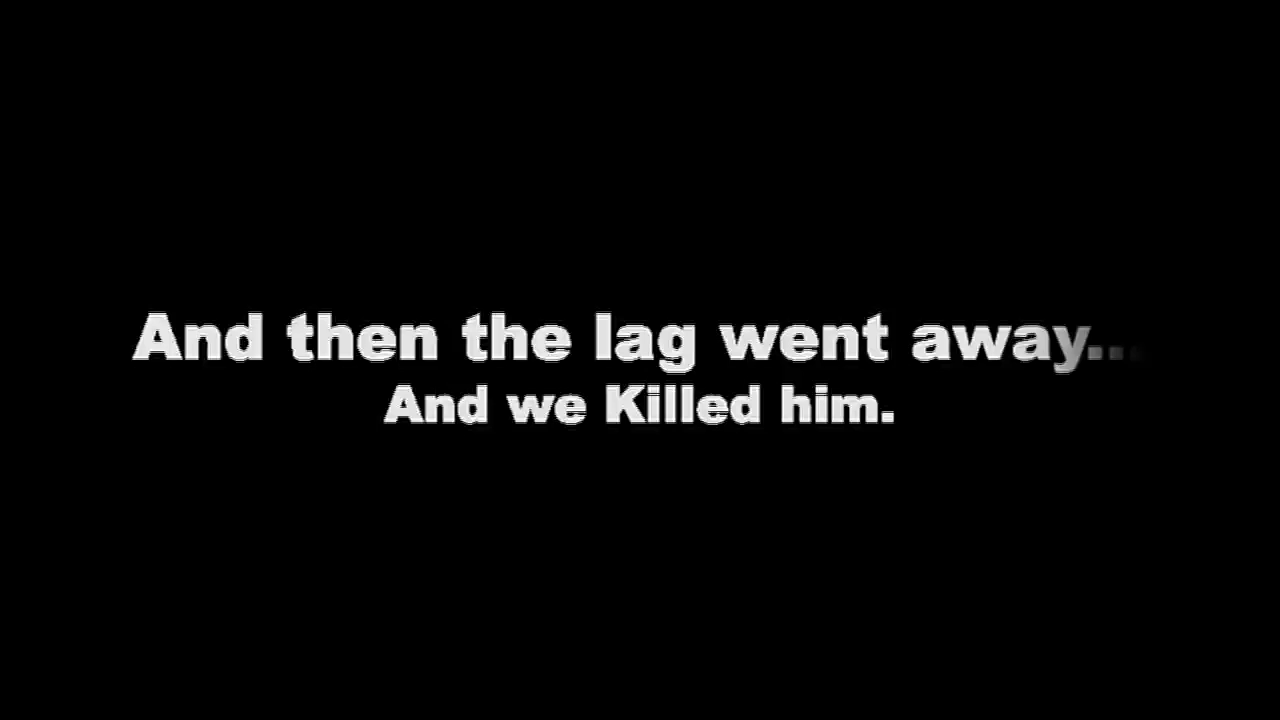 And then the lag went away...
And we Killed him.